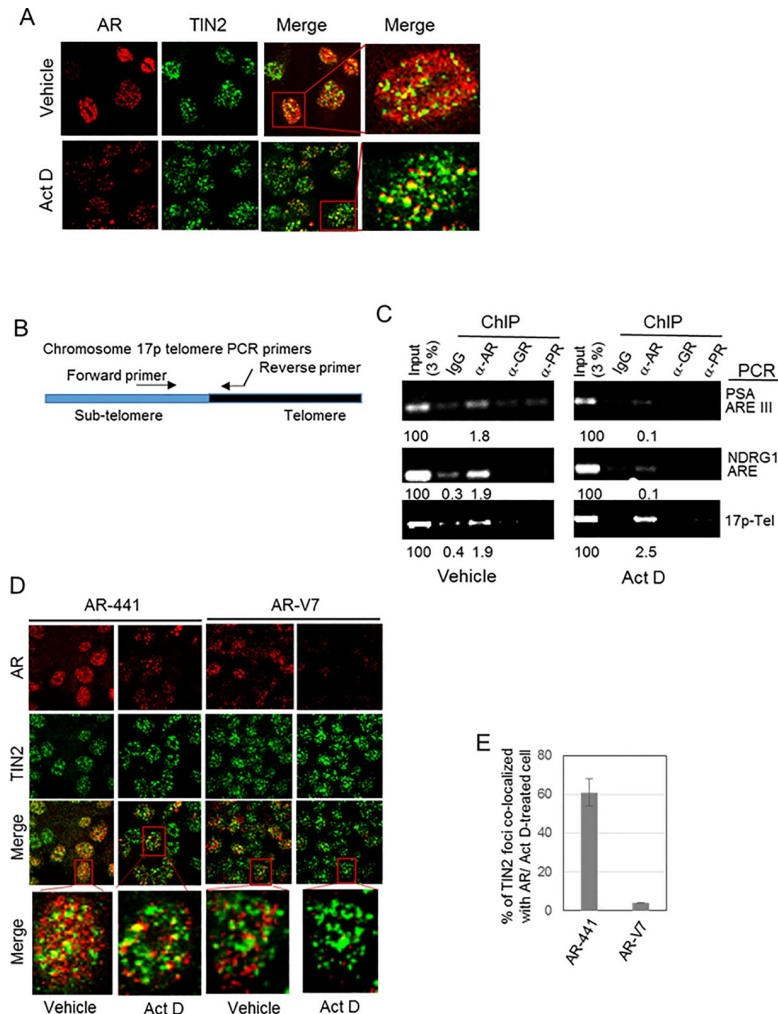 A
AR TIN2 Merge Merge
Vehicle
Act D
B
Chromosome 17p telomere PCR primers
Forward primer
Reverse primer
Sub-telomere
Telomere
C
ChIP ChIP
Input (3 %) IgG α-AR α-GR α-PR Input (3 %) IgG α-AR α-GR α-PR PCR
PSA
ARE III
100 1.8 100 0.1
NDRG1
ARE
100 0.3 1.9 100 0.1
17p-Tel
100 0.4 1.9 100 2.5
Vehicle Act D
D
AR-441 AR-V7
AR
TIN2
Merge
Merge
Vehicle Act D Vehicle Act D
E
% of TIN2 foci co-localized
with AR/ Act D-treated cell
80
60
40
20
0
AR-441 AR-V7